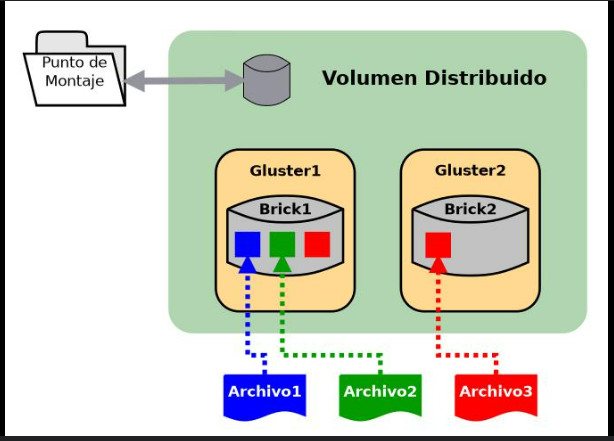 Punto de
Montaje
Volumen Distribuido
Gluster1
Gluster2
Brick1
Brick2
Archivo1
Archivo2
Archivo3